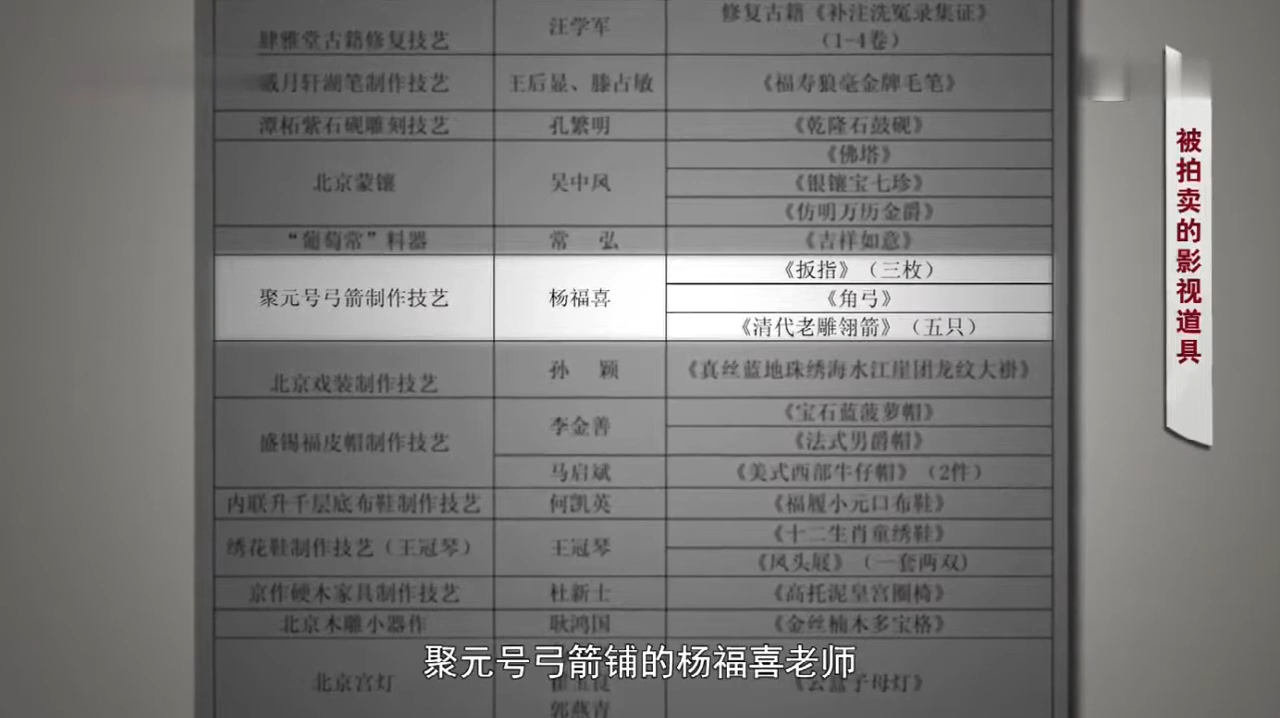 肆雅堂古籍修复技艺 汪学军 修复古籍《补注洗冤录集证》
（1-4卷）
戴月轩湖笔制作技艺 王后显、滕占敏 《福寿狼毫金牌毛笔》
潭柘紫石砚雕刻技艺 孔繁明 《乾隆石鼓砚》
北京蒙镶 吴中凤 《佛塔》
《银镶宝七珍》
《仿明万历金爵》
“葡萄常”料器 常 弘 《吉祥如意》
聚元号弓箭制作技艺 杨福喜 《扳指》（三枚）
《角弓》
《清代老雕翎箭》（五只）
北京戏装制作技艺 孙 颖 《真丝蓝地珠绣海水江崖团龙纹大褂》
盛锡福皮帽制作技艺 李金善 《宝石蓝菠萝帽》
《法式男爵帽》
马启斌 《美式西部牛仔帽》（2件）
内联升千层底布鞋制作技艺 何凯英 《福履小元口布鞋》
绣花鞋制作技艺（王冠琴） 王冠琴 《十二生肖童绣鞋》
《凤头履》（一套两双）
京作硬木家具制作技艺 杜新士 《高托泥皇宫圈椅》
北京木雕小器作 耿鸿国 《金丝楠木多宝格》
北京宫灯 《云盘子母灯》
郭燕青
被拍卖的影视道具
聚元号弓箭铺的杨福喜老师